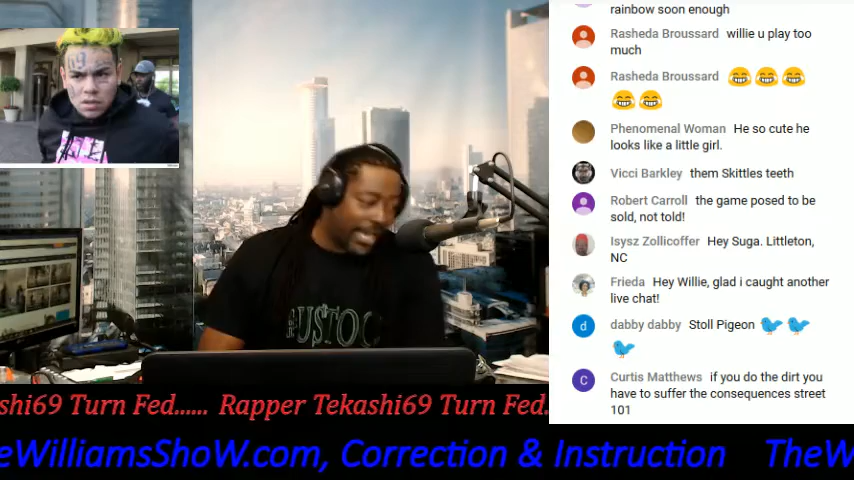 rainbow soon enough
Rasheda Broussard willie u play too
much
Rasheda Broussard 😂😂😂
😂😂
Phenomenal Woman He so cute he
looks like a little girl.
Vicci Barkley them Skittles teeth
Robert Carroll the game posed to be
sold, not told!
Isysz Zollicoffer Hey Suga. Littleton,
NC
Frieda Hey Willie, glad i caught another
live chat!
d
dabby dabby Stoll Pigeon 🐦🐦
🐦
C
Curtis Matthews if you do the dirt you
have to suffer the consequences street
101
shi69 Turn Fed...... Rapper Tekashi69 Turn Fed.
eWilliamsShoW.com, Correction & Instruction TheW